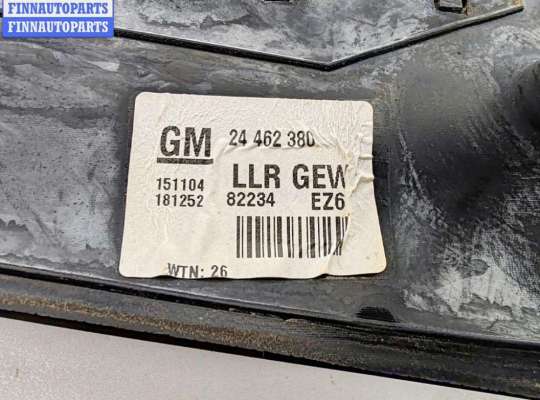 FINNAUTOPARTS
FINNAUTOPARTS
GM 24 462 380
151104 LLR GEW
181252 82234 EZ6
WTN: 26